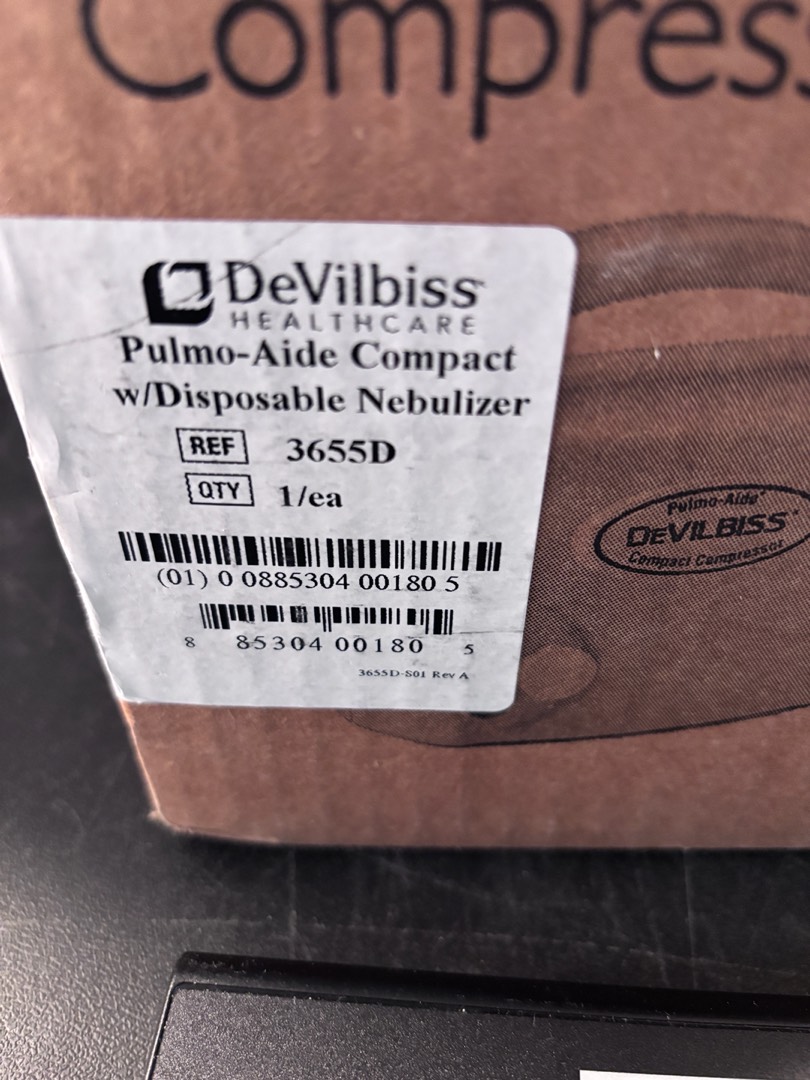 Compres
DeVilbiss
HEALTHCARE
Pulmo-Aide Compact
w/Disposable Nebulizer
REF 3655D
QTY 1/ea
(01) 0 0885304 00180 5
8 85304 00180 5
3655D-S01 Rev A
Pulmo-Aide
DEVILBISS
Compact Compressor